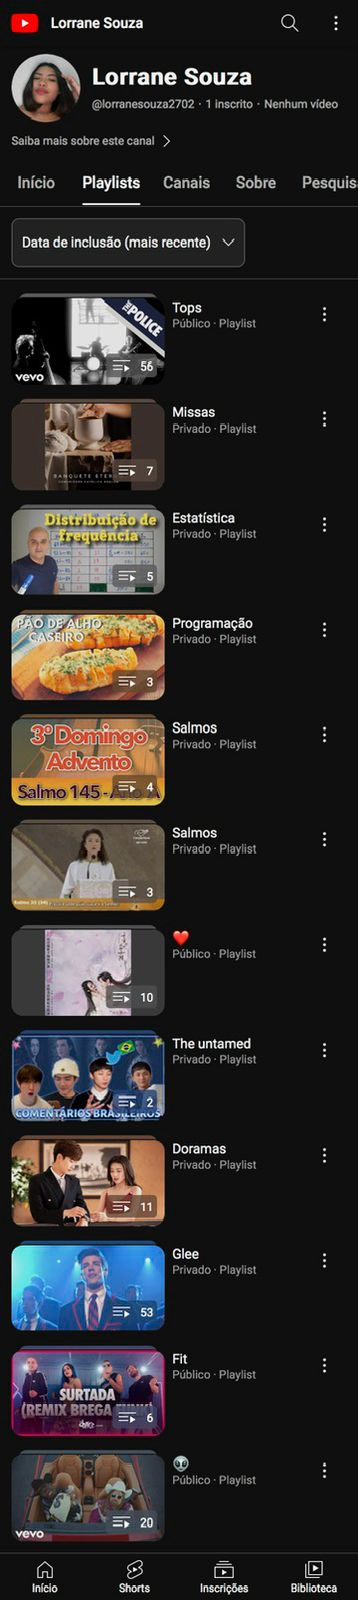 Lorrane Souza
Lorrane Souza
@lorranesouza2702 · 1 inscrito · Nenhum vídeo
Saiba mais sobre este canal
Início Playlists Canais Sobre Pesquis
Data de inclusão (mais recente)
THE POLICE
vevo
56
Tops
Público · Playlist
BANQUETE
7
Missas
Privado · Playlist
Distribuição de
frequência
5
Estatística
Privado · Playlist
PÃO DE ALHO
CASEIRO
3
Programação
Privado · Playlist
3º Domingo
Advento
Salmo 145 - Ano A
4
Salmos
Privado · Playlist
3
Salmos
Privado · Playlist
10
❤️
Público · Playlist
COMENTÁRIOS BRASILEIROS
2
The untamed
Privado · Playlist
11
Doramas
Privado · Playlist
53
Glee
Privado · Playlist
SURTADA
(REMIX BREGA FUNK)
6
Fit
Público · Playlist
vevo
20
👽
Público · Playlist
Início Shorts Inscrições Biblioteca